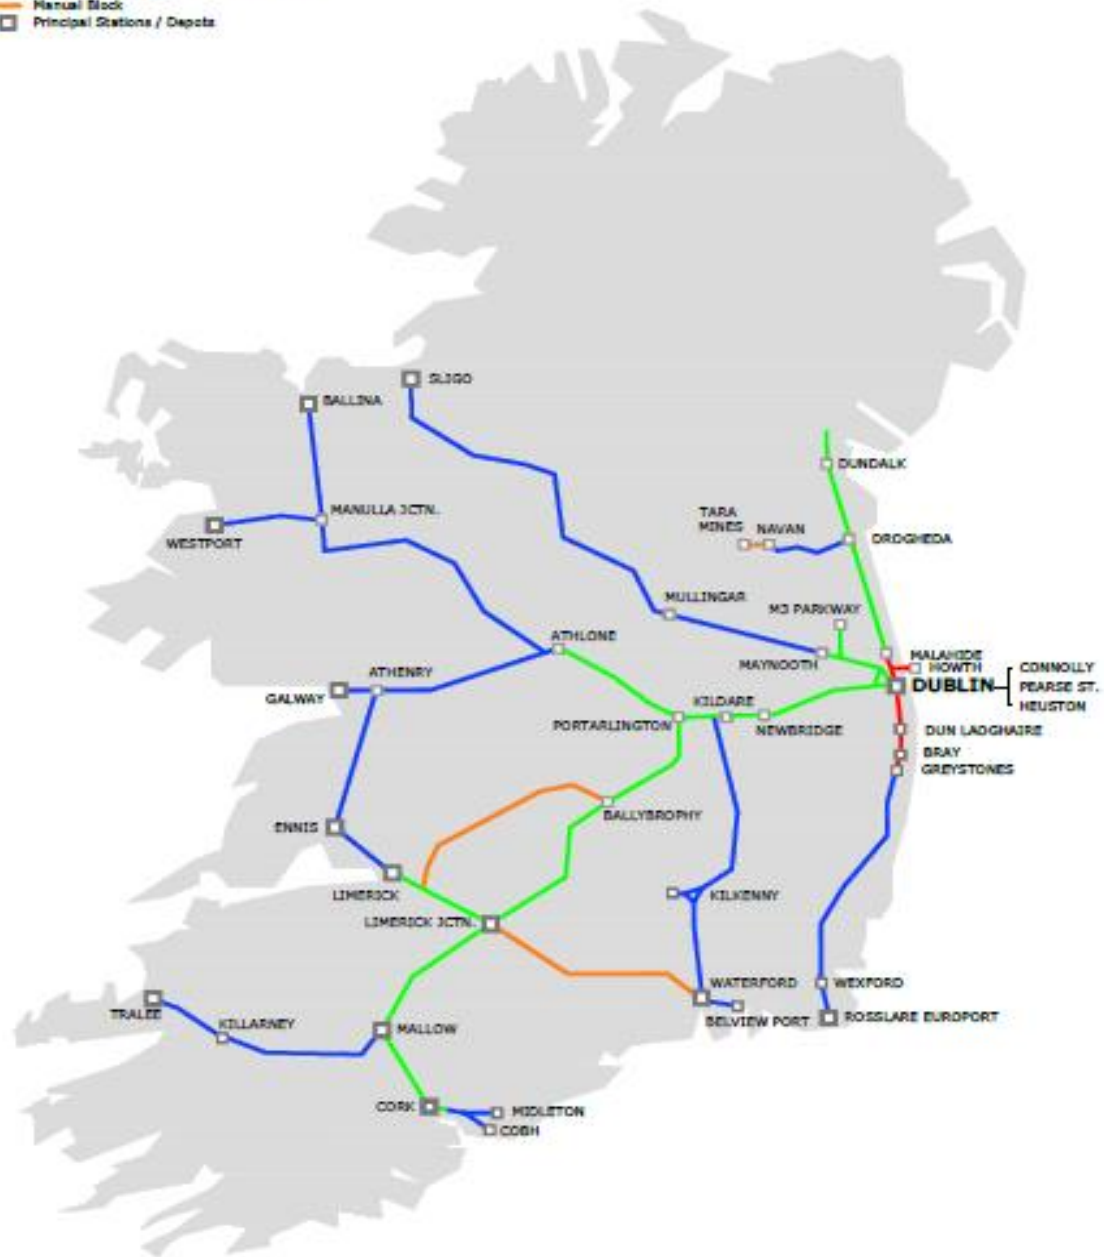 Manual Block
Principal Stations / Depots
SLIGO
BALLINA
DUNDALK
MANULLA JCTN.
TARA
MINES
NAVAN
DROGHEDA
WESTPORT
MULLINGAR
M3 PARKWAY
ATHLONE
MALAHIDE
MAYNOOTH
HOWTH
CONNOLLY
ATHENRY
DUBLIN
PEARSE ST.
GALWAY
KILDARE
HEUSTON
PORTARLINGTON
NEWBRIDGE
DUN LAOGHAIRE
BRAY
GREYSTONES
BALLYBROPHY
ENNIS
LIMERICK
KILKENNY
LIMERICK JCTN.
WATERFORD
WEXFORD
TRALEE
BELVIEW PORT
ROSSLARE EUROPORT
KILLARNEY
MALLOW
CORK
MIDLETON
COBH